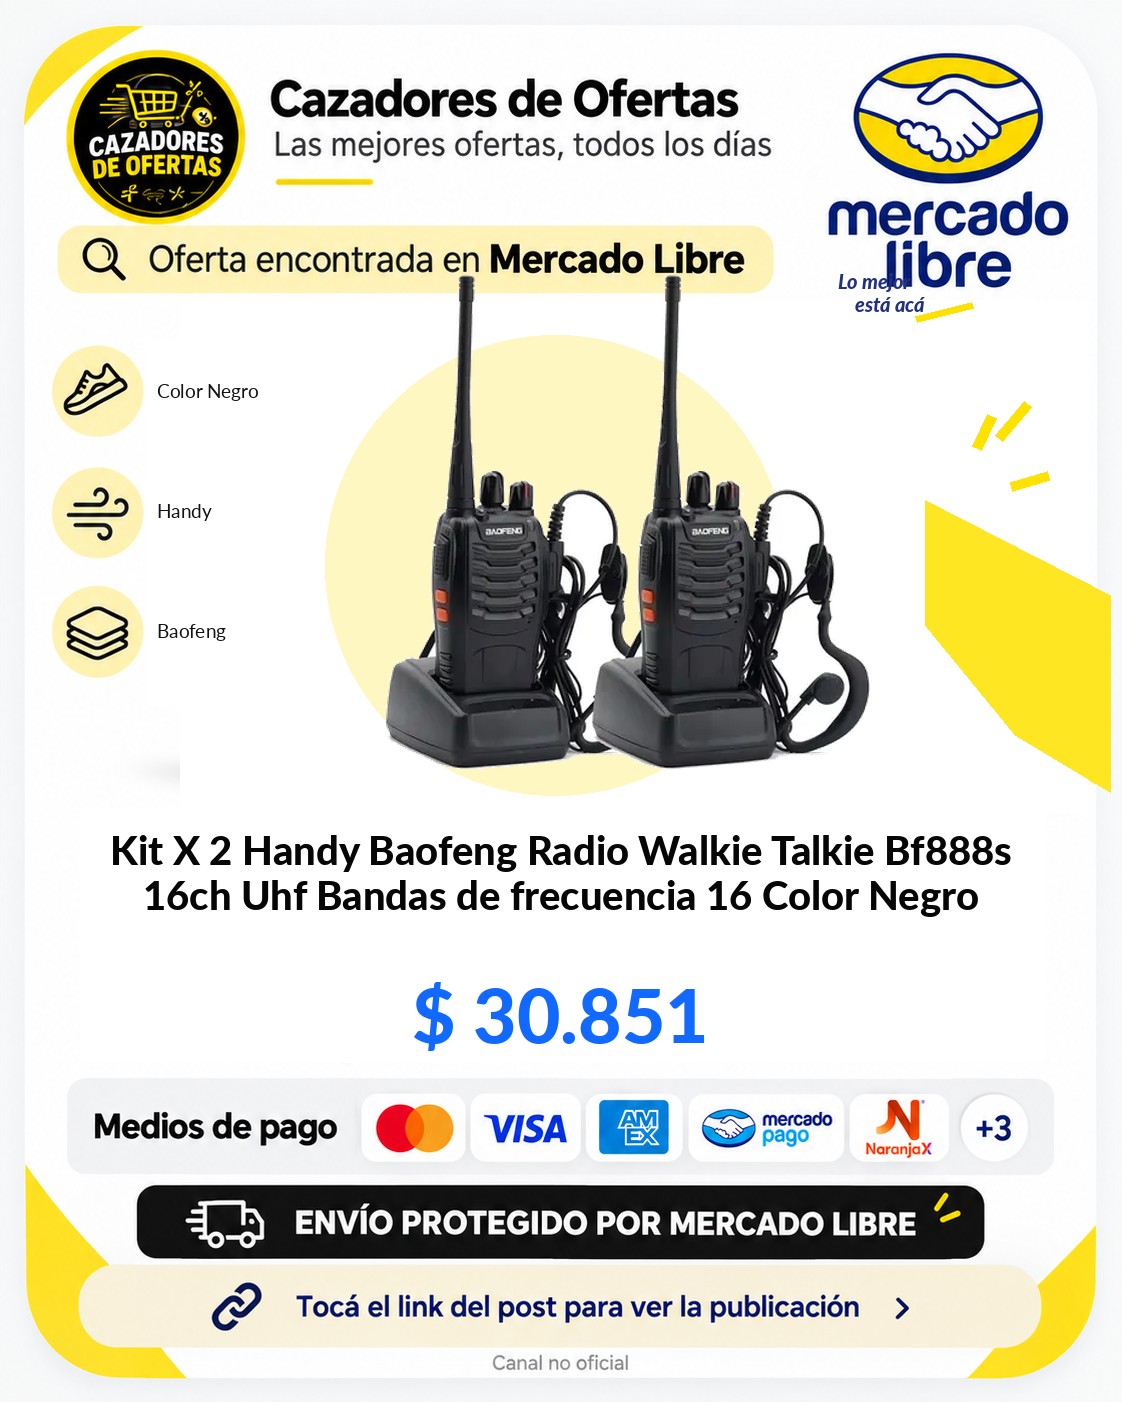 CAZADORES
DE OFERTAS
Cazadores de Ofertas
Las mejores ofertas, todos los días
mercado
libre
Lo mejor
está acá
Oferta encontrada en Mercado Libre
Color Negro
Handy
Baofeng
BAOFENG
BAOFENG
Kit X 2 Handy Baofeng Radio Walkie Talkie Bf888s
16ch Uhf Bandas de frecuencia 16 Color Negro
$ 30.851
Medios de pago
VISA
AM
EX
mercado
pago
NaranjaX
+3
ENVÍO PROTEGIDO POR MERCADO LIBRE
Tocá el link del post para ver la publicación
Canal no oficial